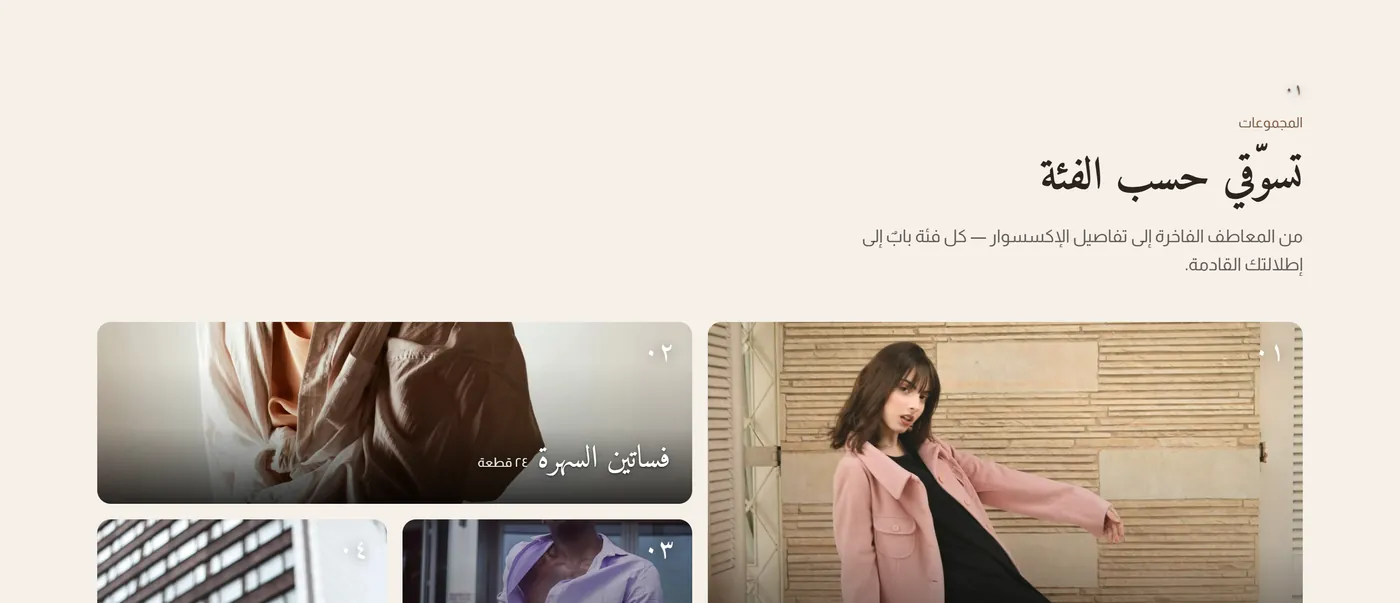 ٠١
المجموعات
تسوّقي حسب الفئة
من المعاطف الفاخرة إلى تفاصيل الإكسسوار — كل فئة بابٌ إلى
إطلالتك القادمة.
٠١
٠٢
فساتين السهرة ٢٤ قطعة
٠٣
٠٤